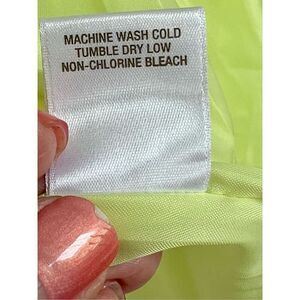 MACHINE WASH COLD
TUMBLE DRY LOW
NON-CHLORINE BLEACH